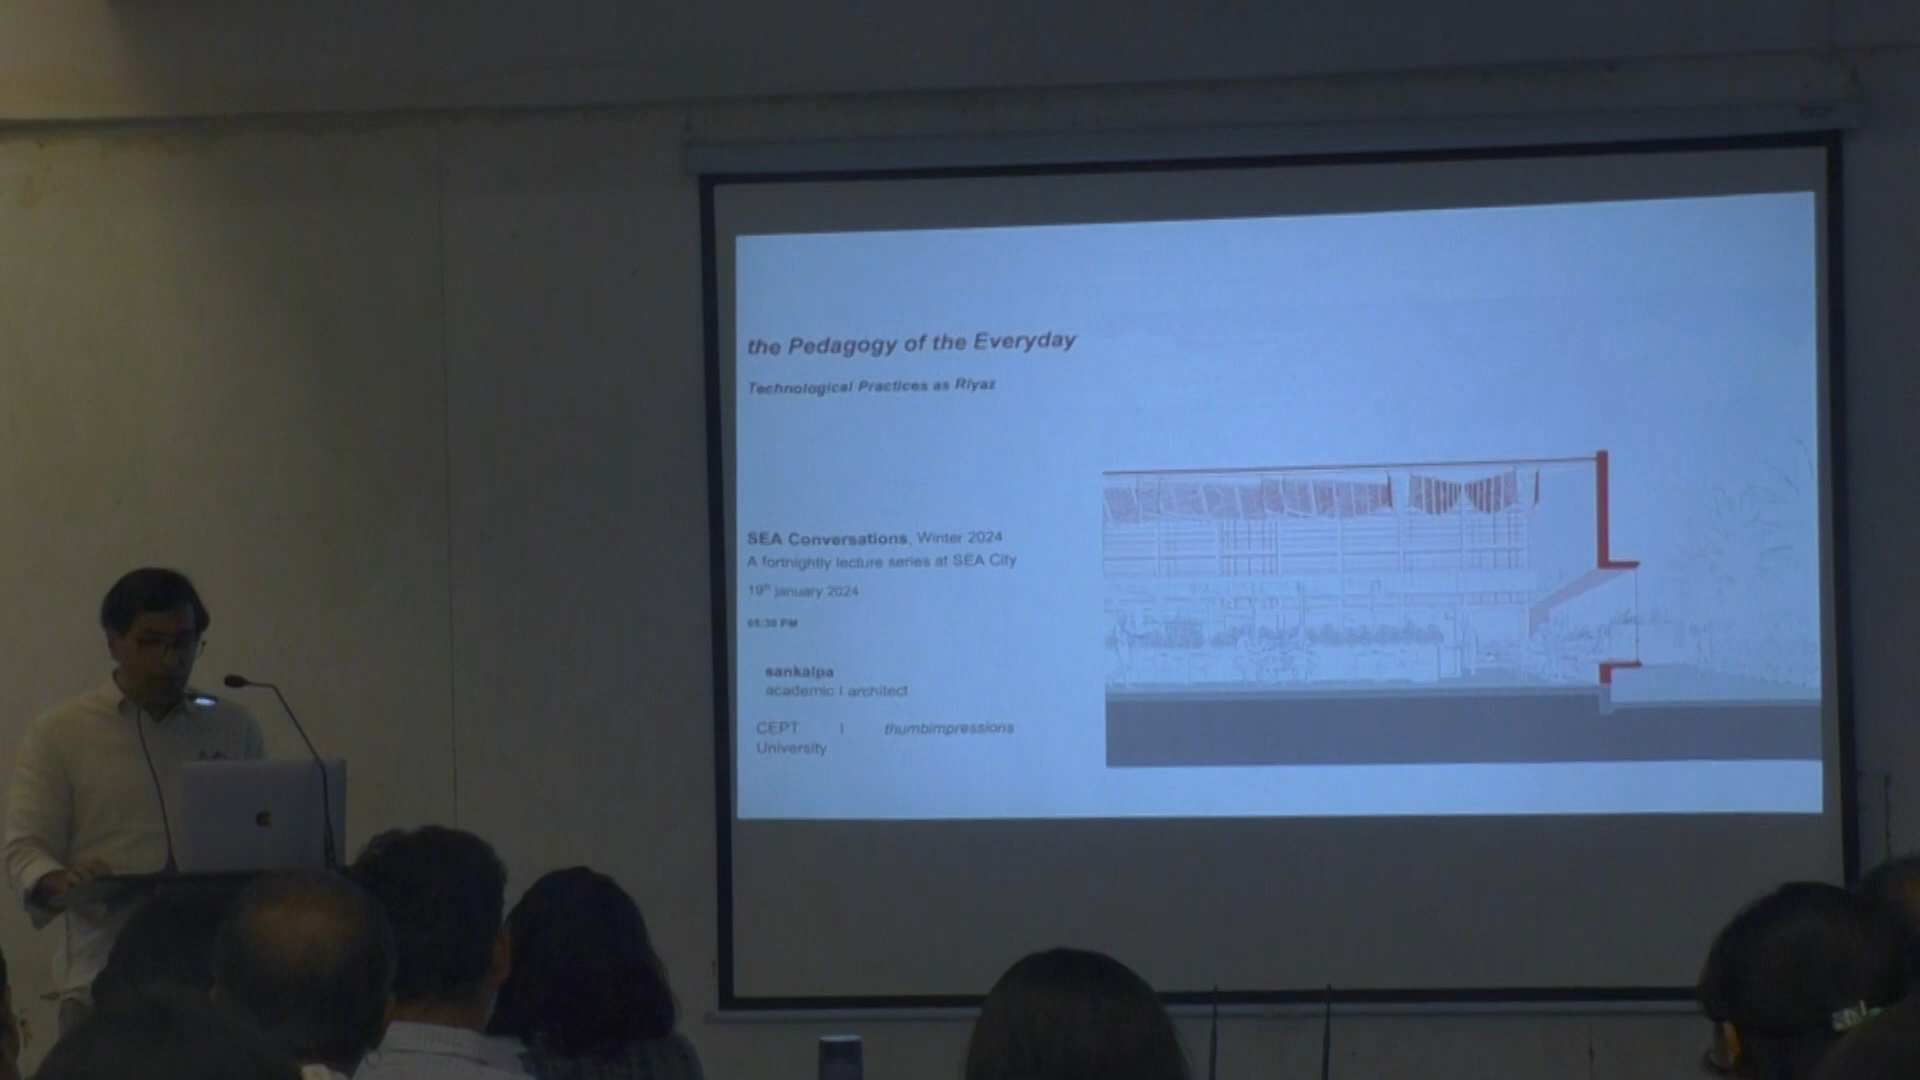 the Pedagogy of the Everyday
Technological Practices as Riyaz
SEA Conversations, Winter 2024
A fortnightly lecture series at SEA City
19th january 2024
05:30 PM
sankalpa
academic I architect
CEPT I thumbimpressions
University